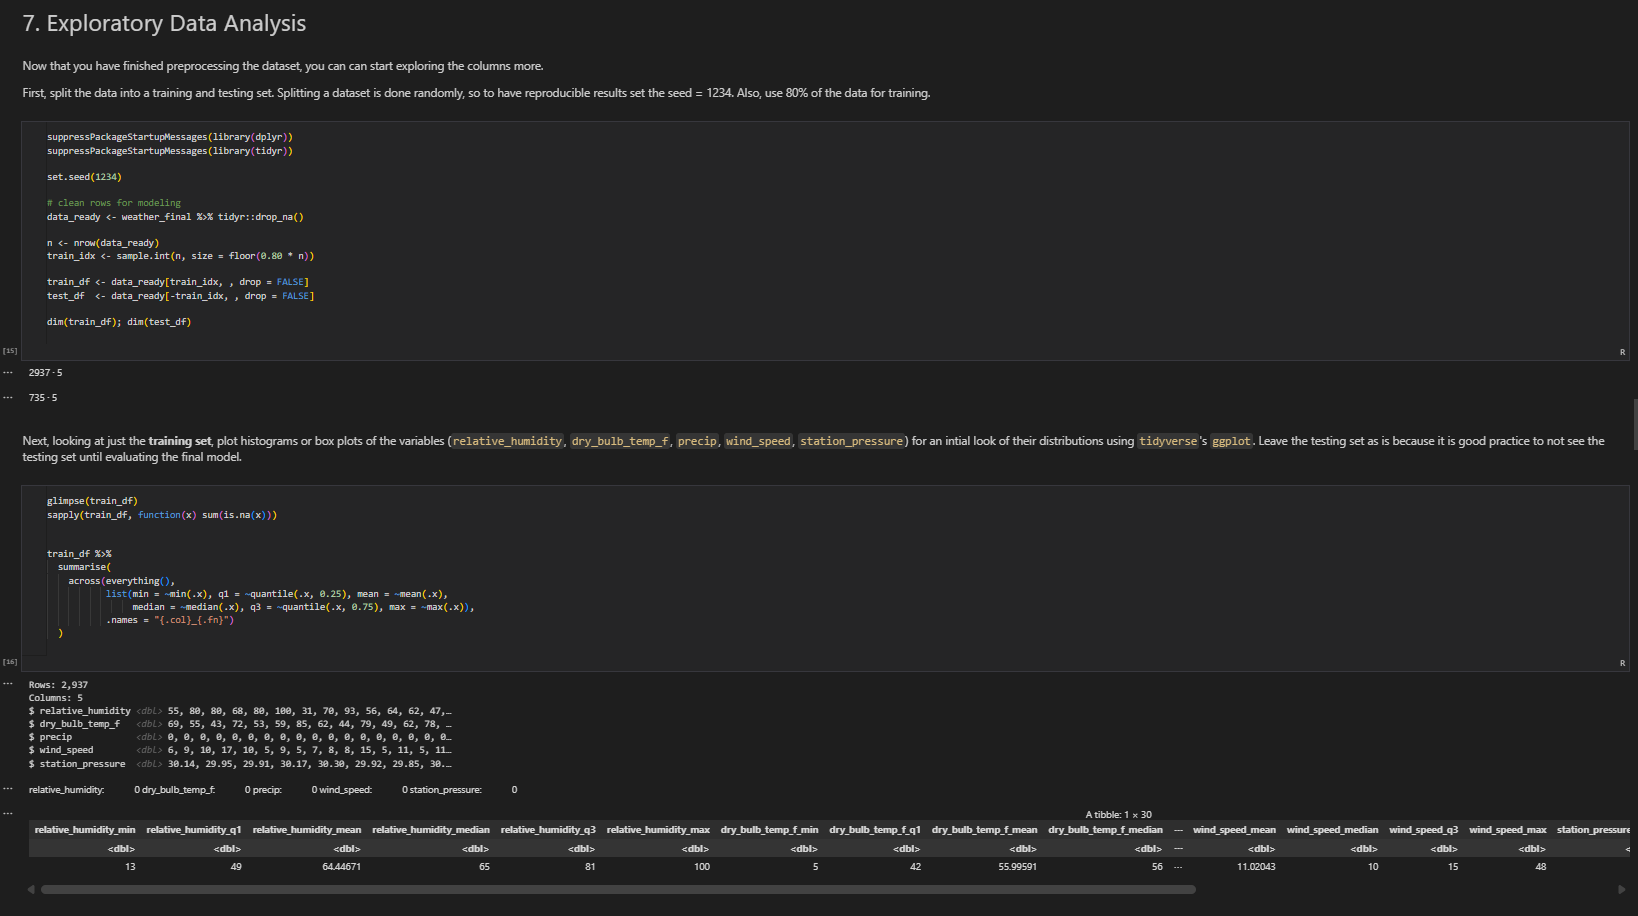 7. Exploratory Data Analysis
Now that you have finished preprocessing the dataset, you can can start exploring the columns more.
First, split the data into a training and testing set. Splitting a dataset is done randomly, so to have reproducible results set the seed = 1234. Also, use 80% of the data for training.
suppressPackageStartupMessages(library(dplyr))
suppressPackageStartupMessages(library(tidyr))
set.seed(1234)
# clean rows for modeling
data_ready <- weather_final %>% tidyr::drop_na()
n <- nrow(data_ready)
train_idx <- sample.int(n, size = floor(0.80 * n))
train_df <- data_ready[train_idx, , drop = FALSE]
test_df  <- data_ready[-train_idx, , drop = FALSE]
dim(train_df); dim(test_df)
[15]
R
... 2937 · 5
... 735 · 5
Next, looking at just the training set, plot histograms or box plots of the variables (relative_humidity, dry_bulb_temp_f, precip, wind_speed, station_pressure) for an intial look of their distributions using tidyverse's ggplot. Leave the testing set as is because it is good practice to not see the
testing set until evaluating the final model.
glimpse(train_df)
sapply(train_df, function(x) sum(is.na(x)))
train_df %>%
summarise(
across(everything(),
list(min = ~min(.x), q1 = ~quantile(.x, 0.25), mean = ~mean(.x),
median = ~median(.x), q3 = ~quantile(.x, 0.75), max = ~max(.x)),
.names = "{.col}_{.fn}")
)
[16]
R
... Rows: 2,937
Columns: 5
$ relative_humidity <dbl> 55, 80, 80, 68, 80, 100, 31, 70, 93, 56, 64, 62, 47,…
$ dry_bulb_temp_f <dbl> 69, 55, 43, 72, 53, 59, 85, 62, 44, 79, 49, 62, 78, …
$ precip <dbl> 0, 0, 0, 0, 0, 0, 0, 0, 0, 0, 0, 0, 0, 0, 0, 0, 0, 0…
$ wind_speed <dbl> 6, 9, 10, 17, 10, 5, 9, 5, 7, 8, 8, 15, 5, 11, 5, 11…
$ station_pressure <dbl> 30.14, 29.95, 29.91, 30.17, 30.30, 29.92, 29.85, 30.…
... relative_humidity: 0 dry_bulb_temp_f: 0 precip: 0 wind_speed: 0 station_pressure: 0
...
A tibble: 1 × 30
relative_humidity_min relative_humidity_q1 relative_humidity_mean relative_humidity_median relative_humidity_q3 relative_humidity_max dry_bulb_temp_f_min dry_bulb_temp_f_q1 dry_bulb_temp_f_mean dry_bulb_temp_f_median ⋯ wind_speed_mean wind_speed_median wind_speed_q3 wind_speed_max station_pressure
<dbl> <dbl> <dbl> <dbl> <dbl> <dbl> <dbl> <dbl> <dbl> <dbl> ⋯ <dbl> <dbl> <dbl> <dbl> <
13 49 64.44671 65 81 100 5 42 55.99591 56 ⋯ 11.02043 10 15 48